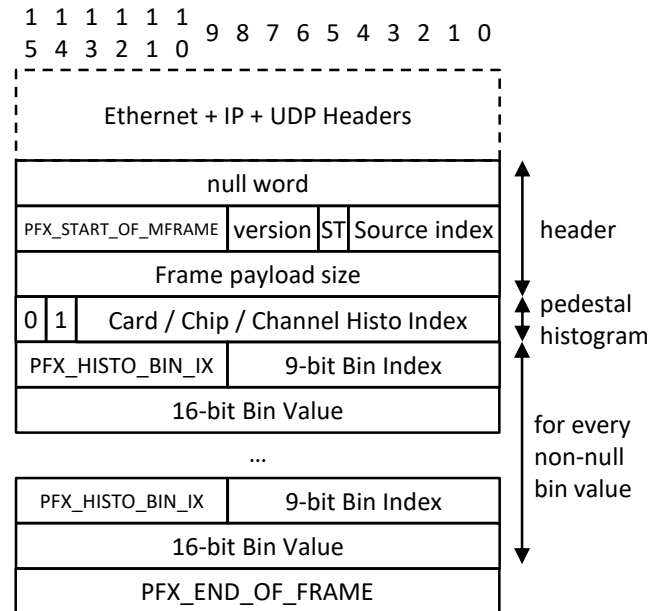 1 1 1 1 1 1 9 8 7 6 5 4 3 2 1 0
5 4 3 2 1 0
Ethernet + IP + UDP Headers
null word
PFX_START_OF_MFRAME version ST Source index
header
Frame payload size
0 1 Card / Chip / Channel Histo Index
pedestal
histogram
PFX_HISTO_BIN_IX 9-bit Bin Index
16-bit Bin Value
for every
non-null
bin value
...
PFX_HISTO_BIN_IX 9-bit Bin Index
16-bit Bin Value
PFX_END_OF_FRAME